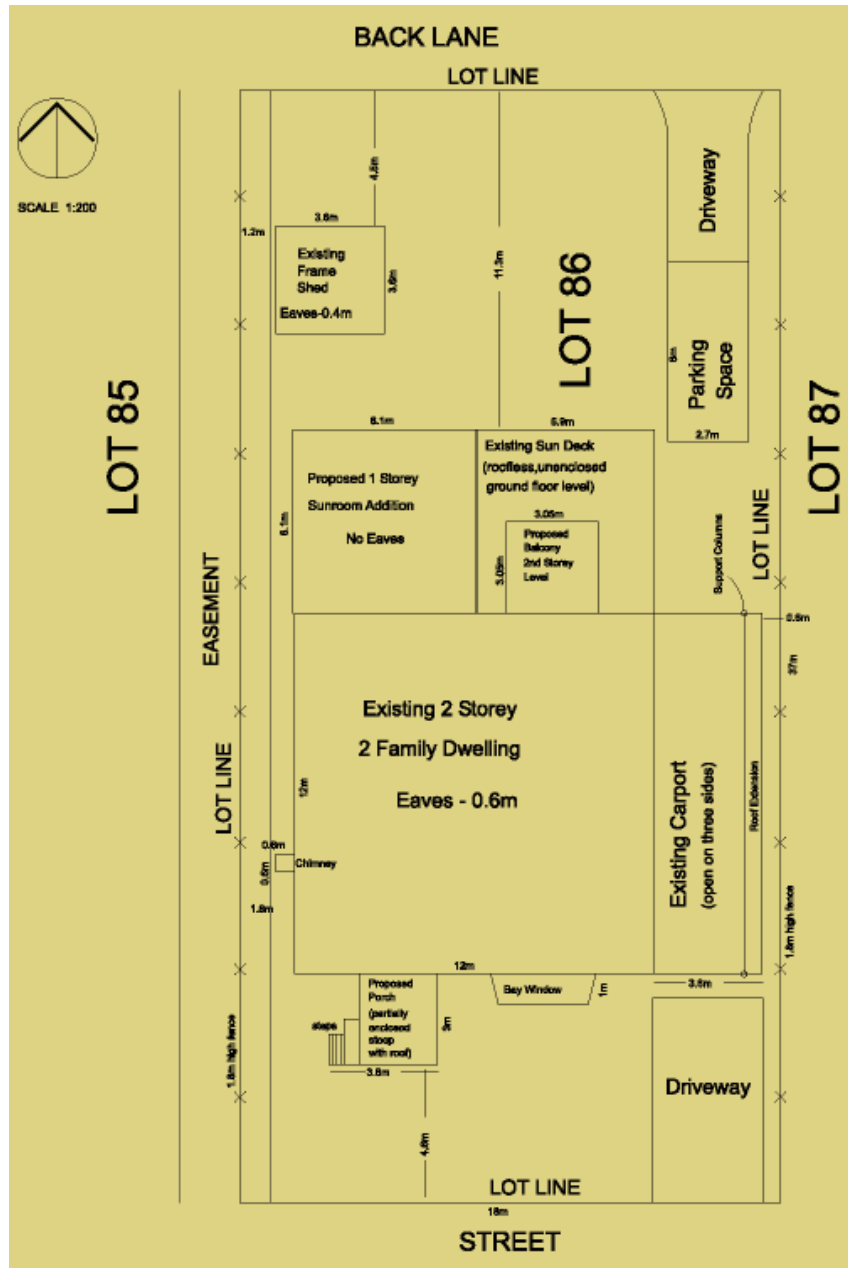 BACK LANE
LOT LINE
SCALE 1:200
4.5m
Driveway
3.6m
1.2m
Existing
Frame
Shed
Eaves-0.4m
3.6m
11.3m
LOT 86
6m
Parking
Space
2.7m
LOT 85
LOT 87
6.1m
5.9m
Existing Sun Deck
(roofless,unenclosed
ground floor level)
Proposed 1 Storey
Sunroom Addition
No Eaves
6.1m
3.05m
Proposed
Balcony
2nd Storey
Level
3.05m
Support Columns
LOT LINE
EASEMENT
0.6m
37m
Existing 2 Storey
2 Family Dwelling
Eaves - 0.6m
12m
LOT LINE
Existing Carport
(open on three sides)
Roof Extension
0.6m
0.6m
Chimney
1.8m
1.8m high fence
12m
Proposed
Porch
(partially
enclosed
stoop
with roof)
steps
3m
Bay Window
1m
3.6m
1.8m high fence
3.6m
Driveway
4.6m
LOT LINE
18m
STREET